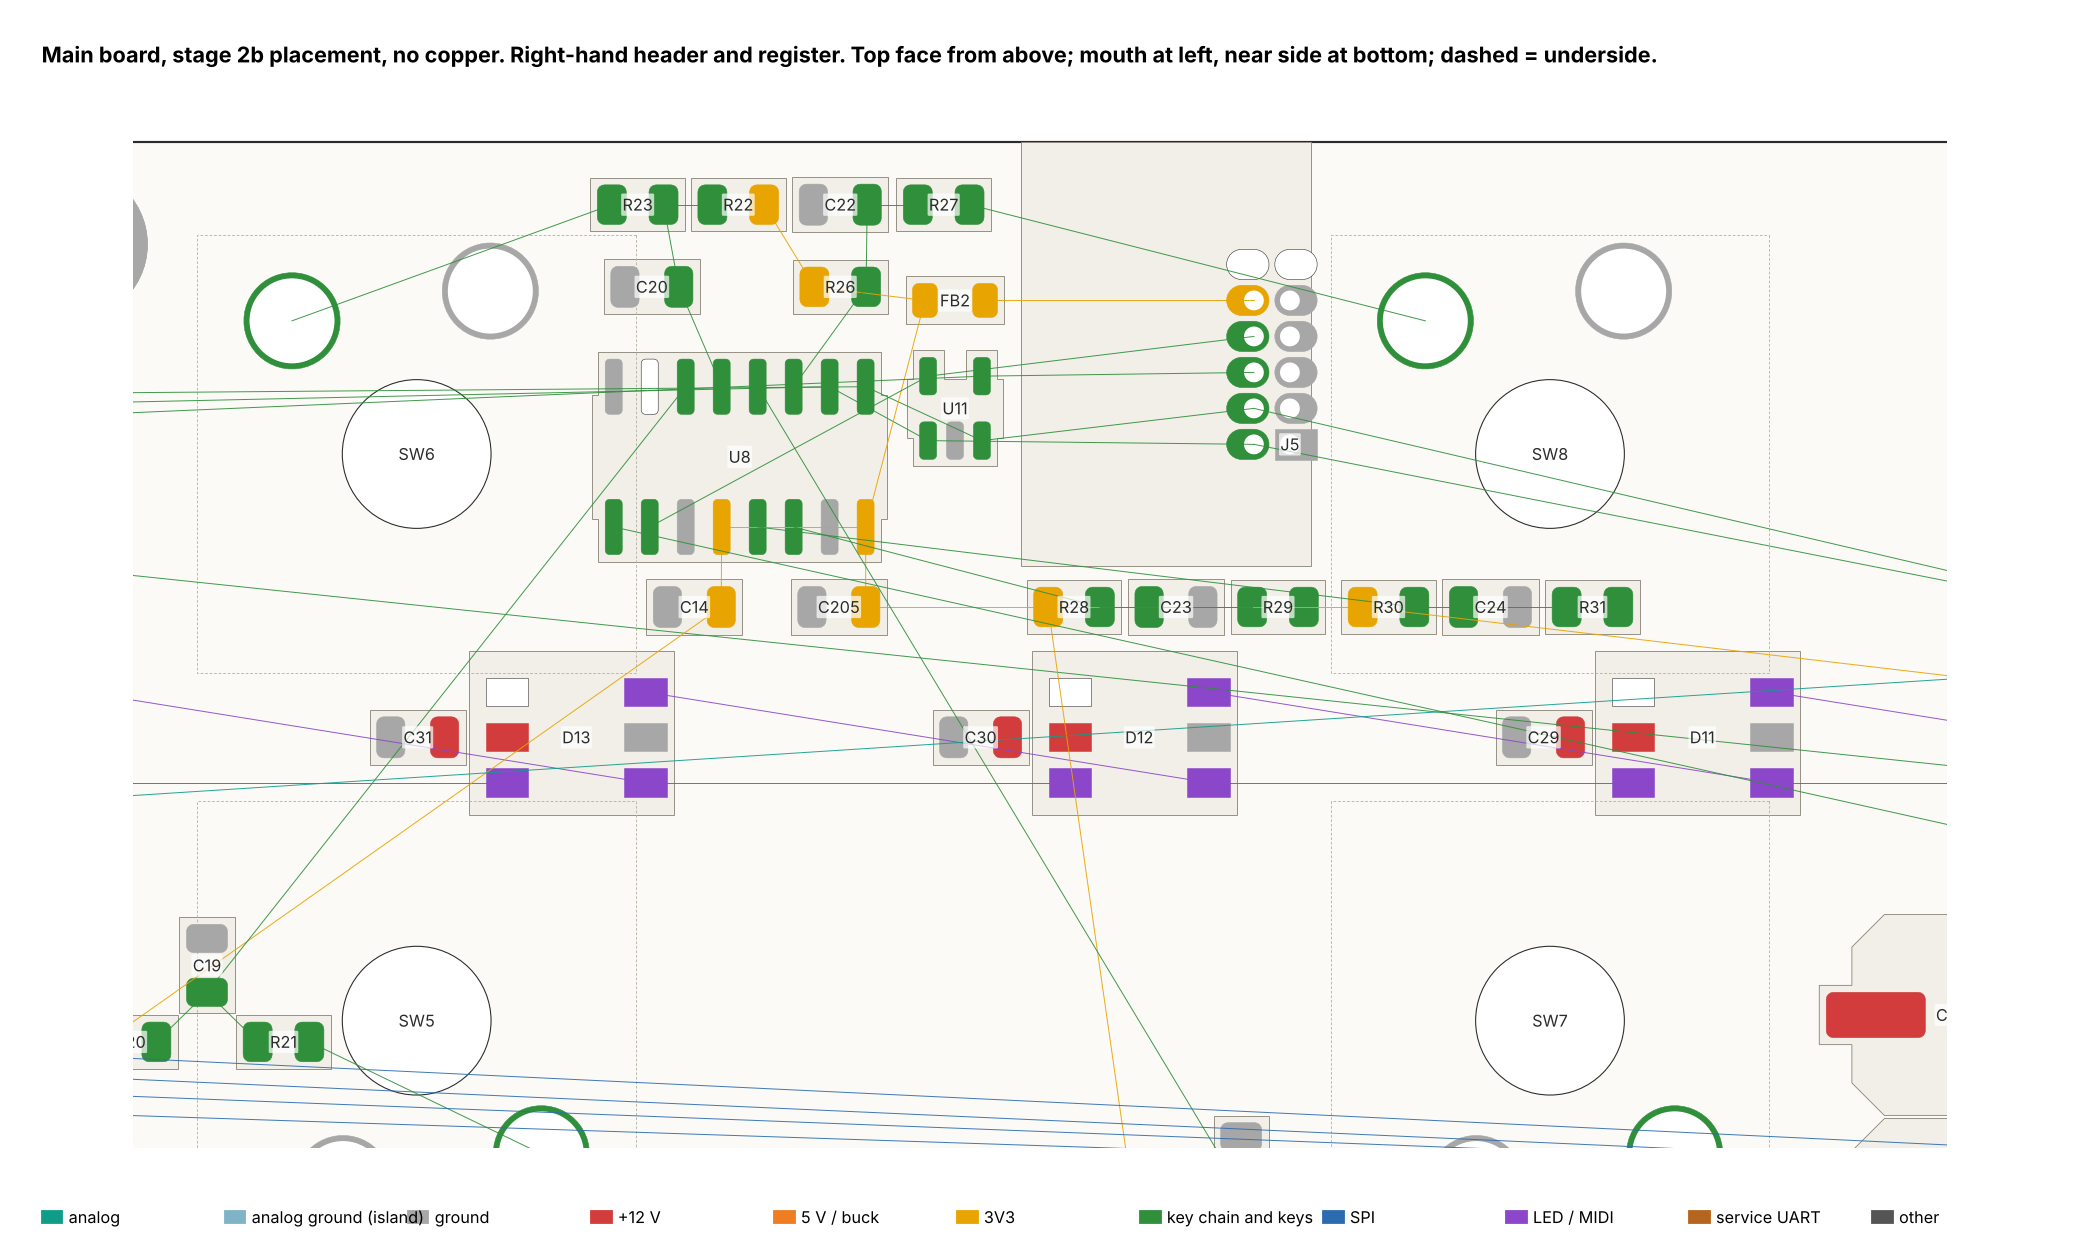 Main board, stage 2b placement, no copper. Right-hand header and register. Top face from above; mouth at left, near side at bottom; dashed = underside.
R23 R22 C22 R27
C20 R26 FB2
U11
J5
SW6 U8 SW8
C14 C205 R28 C23 R29 R30 C24 R31
C31 D13 C30 D12 C29 D11
C19
SW5 SW7
C
20 R21
analog analog ground (island) ground +12 V 5 V / buck 3V3 key chain and keys SPI LED / MIDI service UART other